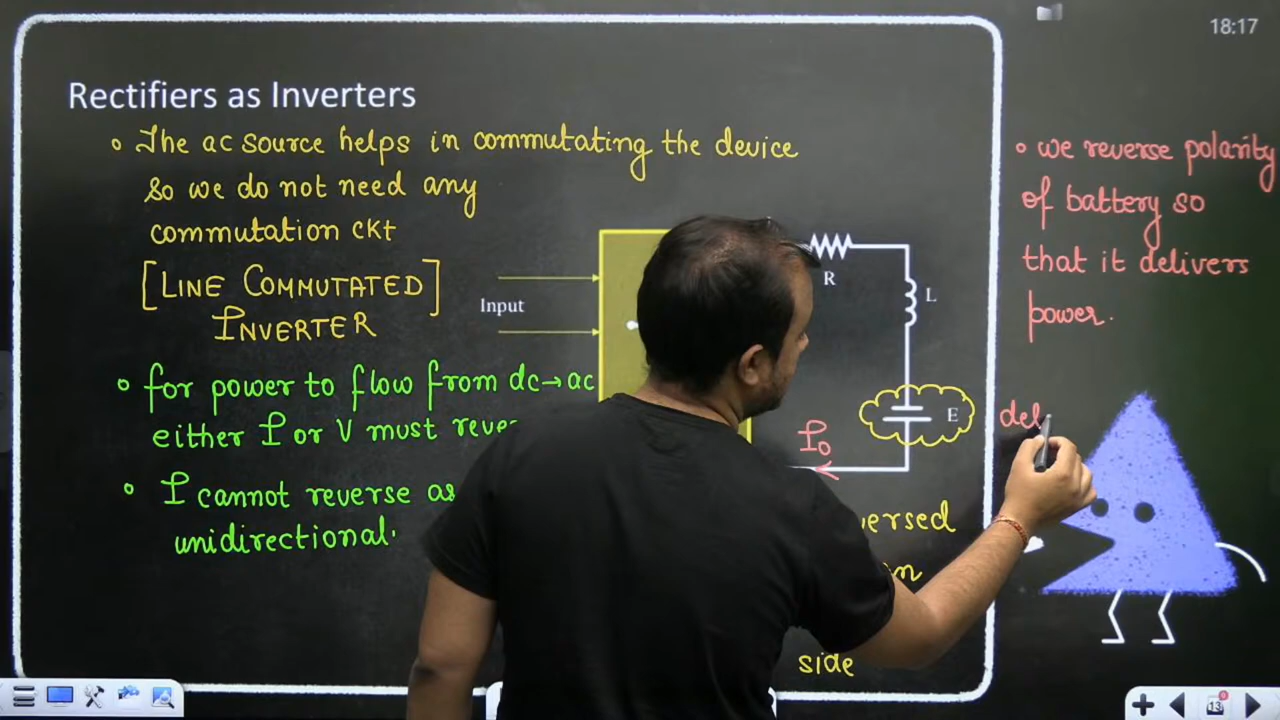 18:17
Rectifiers as Inverters
• The ac source helps in commutating the device
so we do not need any
commutation ckt
[LINE COMMUTATED]
INVERTER
• for power to flow from dc→ac
either I or V must
• I cannot reverse as
unidirectional.
Input
R
L
E
I₀
side
• we reverse polarity
of battery so
that it delivers
power.
del
13